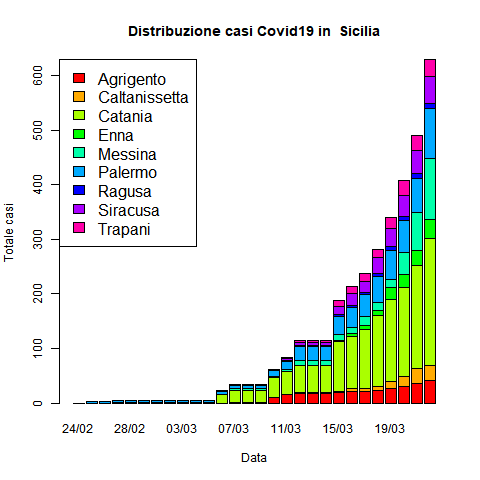 Distribuzione casi Covid19 in Sicilia
Totale casi
600
500
400
300
200
100
0
Agrigento
Caltanissetta
Catania
Enna
Messina
Palermo
Ragusa
Siracusa
Trapani
24/02 28/02 03/03 07/03 11/03 15/03 19/03
Data